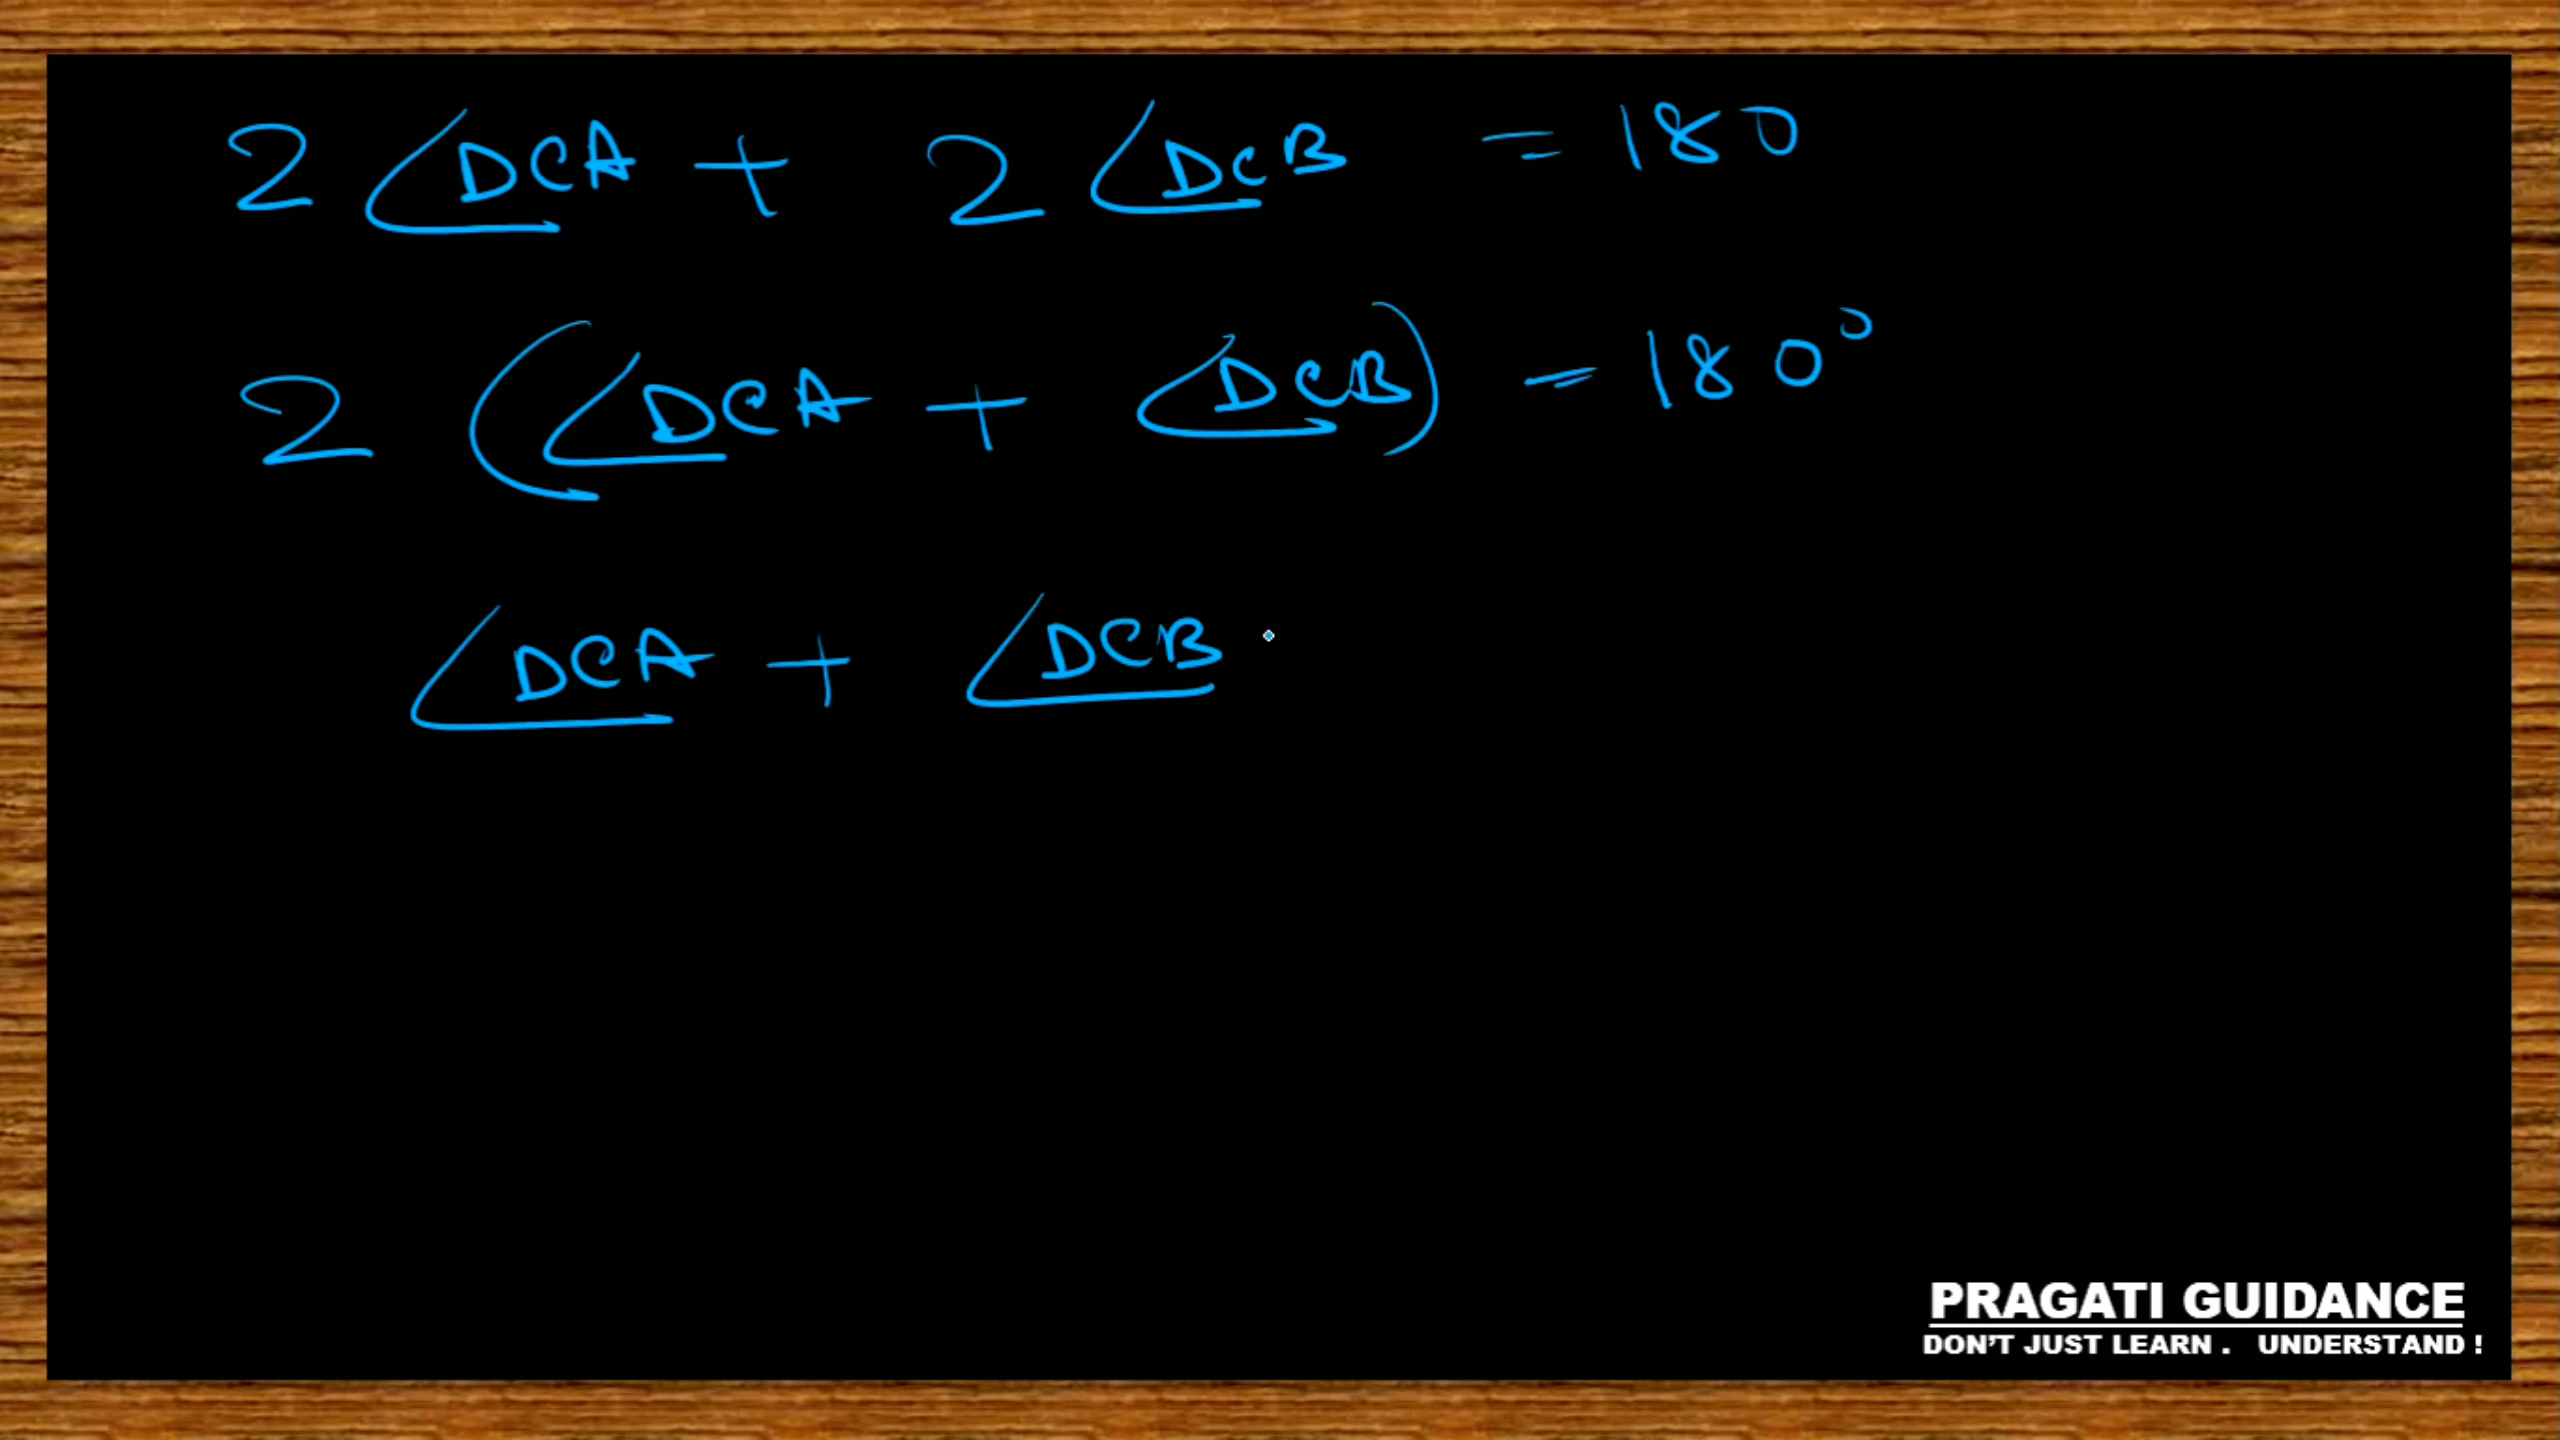 2 ∠DCA + 2 ∠DCB = 180
2 (∠DCA + ∠DCB) = 180°
∠DCA + ∠DCB
PRAGATI GUIDANCE
DON'T JUST LEARN . UNDERSTAND !